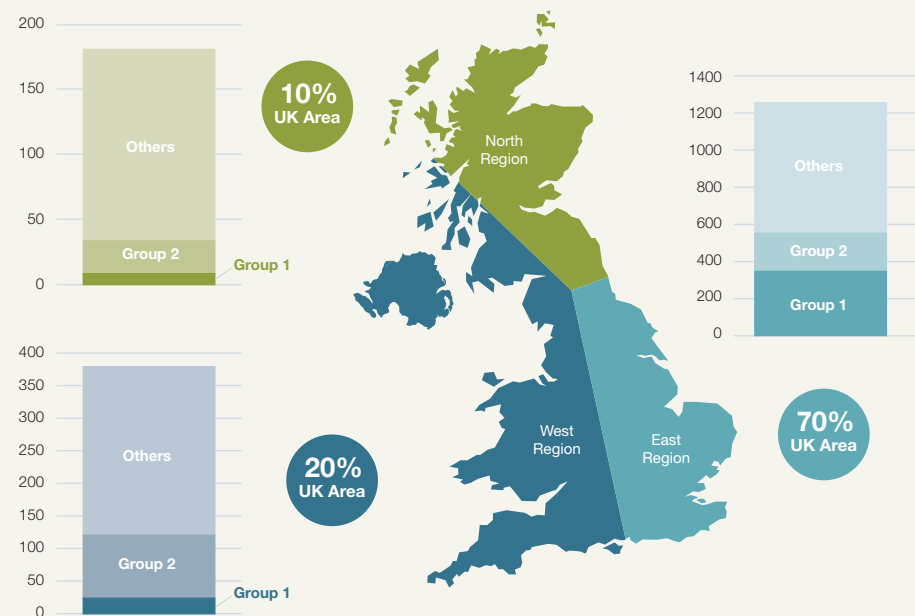 200
150
100
50
0
Others
Group 2
Group 1
10%
UK Area
400
350
300
250
200
150
100
50
0
Others
Group 2
Group 1
20%
UK Area
North
Region
West
Region
East
Region
1400
1200
1000
800
600
400
200
0
Others
Group 2
Group 1
70%
UK Area